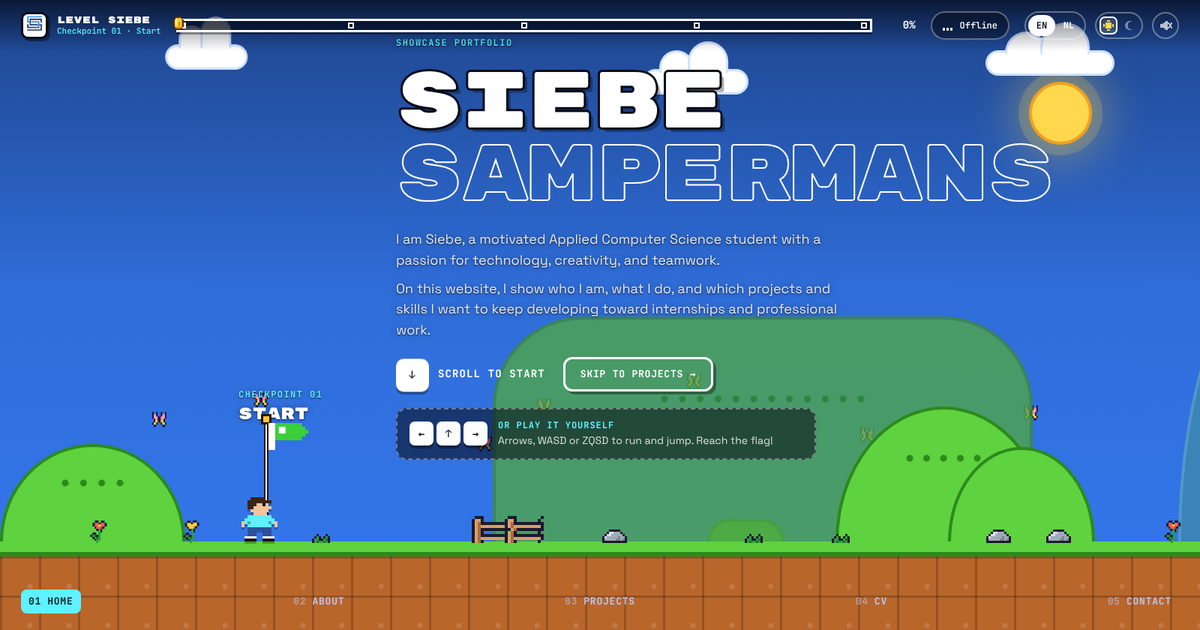 LEVEL SIEBE
Checkpoint 01 · Start
0%
... Offline
EN NL
SHOWCASE PORTFOLIO
SIEBE
SAMPERMANS
I am Siebe, a motivated Applied Computer Science student with a
passion for technology, creativity, and teamwork.
On this website, I show who I am, what I do, and which projects and
skills I want to keep developing toward internships and professional
work.
↓ SCROLL TO START
SKIP TO PROJECTS →
CHECKPOINT 01
START
← ↑ →
OR PLAY IT YOURSELF
Arrows, WASD or ZQSD to run and jump. Reach the flag!
01 HOME
02 ABOUT
03 PROJECTS
04 CV
05 CONTACT